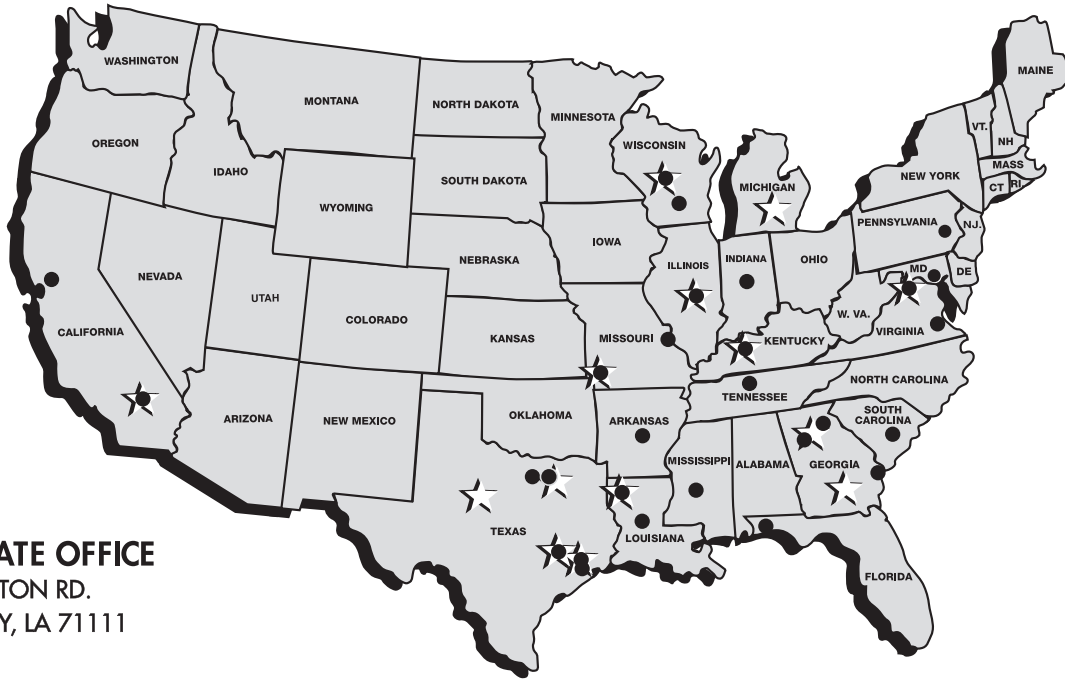 WASHINGTON
MONTANA
NORTH DAKOTA
MINNESOTA
MAINE
OREGON
IDAHO
WISCONSIN
VT.
NH
MASS
NEW YORK
CT
RI
SOUTH DAKOTA
MICHIGAN
WYOMING
PENNSYLVANIA
NJ.
IOWA
NEBRASKA
ILLINOIS
INDIANA
OHIO
MD
DE
NEVADA
UTAH
COLORADO
W. VA.
CALIFORNIA
KANSAS
MISSOURI
KENTUCKY
VIRGINIA
NORTH CAROLINA
TENNESSEE
ARIZONA
NEW MEXICO
OKLAHOMA
ARKANSAS
SOUTH
CAROLINA
MISSISSIPPI
ALABAMA
GEORGIA
TEXAS
LOUISIANA
FLORIDA
ATE OFFICE
TON RD.
Y, LA 71111